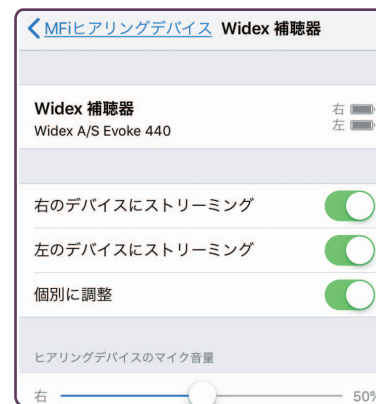 MFiヒアリングデバイス Widex 補聴器
Widex 補聴器 右
Widex A/S Evoke 440 左
右のデバイスにストリーミング
左のデバイスにストリーミング
個別に調整
ヒアリングデバイスのマイク音量
右 50%